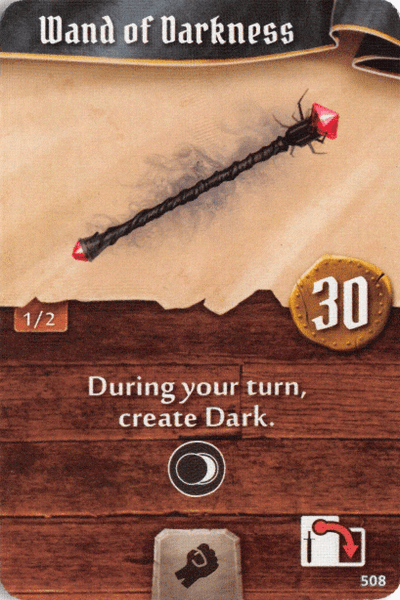 Wand of Darkness
1/2
30
During your turn,
create Dark.
508